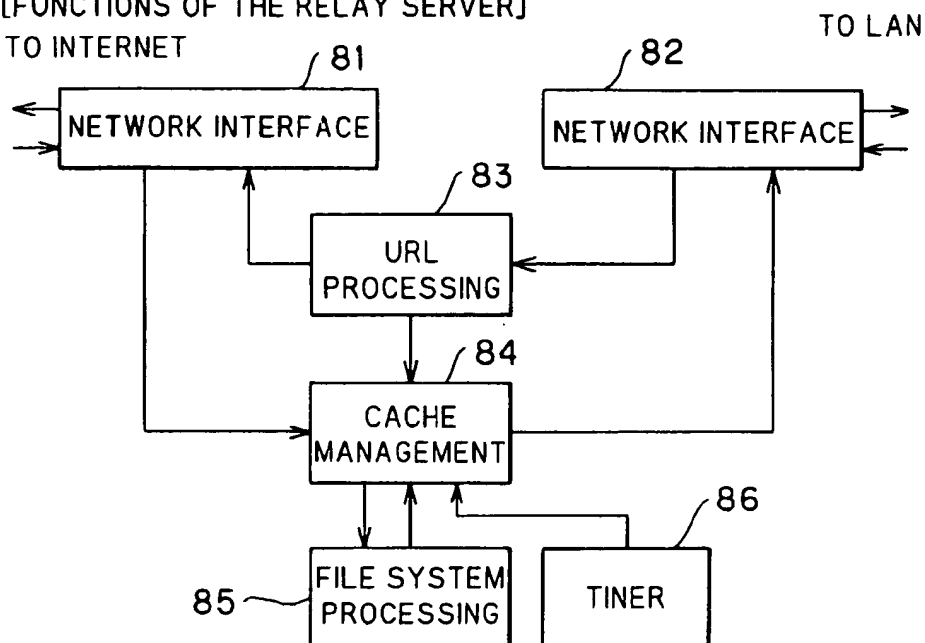 [FUNCTIONS OF THE RELAY SERVER]
TO INTERNET
TO LAN
81
82
NETWORK INTERFACE
NETWORK INTERFACE
83
URL
PROCESSING
84
CACHE
MANAGEMENT
86
85
FILE SYSTEM
PROCESSING
TINER